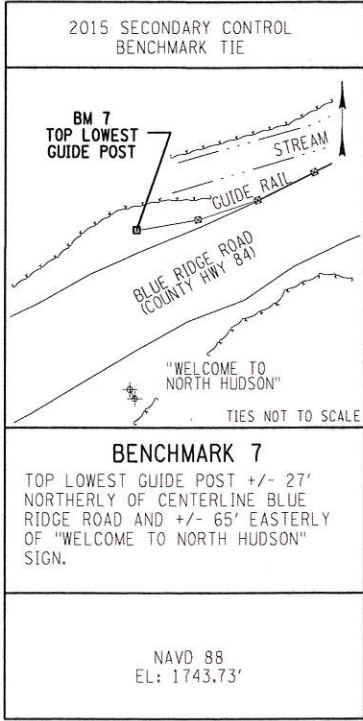 2015 SECONDARY CONTROL
BENCHMARK TIE
BM 7
TOP LOWEST
GUIDE POST
STREAM
GUIDE RAIL
BLUE RIDGE ROAD
(COUNTY HWY 84)
"WELCOME TO
NORTH HUDSON"
TIES NOT TO SCALE
BENCHMARK 7
TOP LOWEST GUIDE POST +/- 27'
NORTHERLY OF CENTERLINE BLUE
RIDGE ROAD AND +/- 65' EASTERLY
OF "WELCOME TO NORTH HUDSON"
SIGN.
NAVD 88
EL: 1743.73'